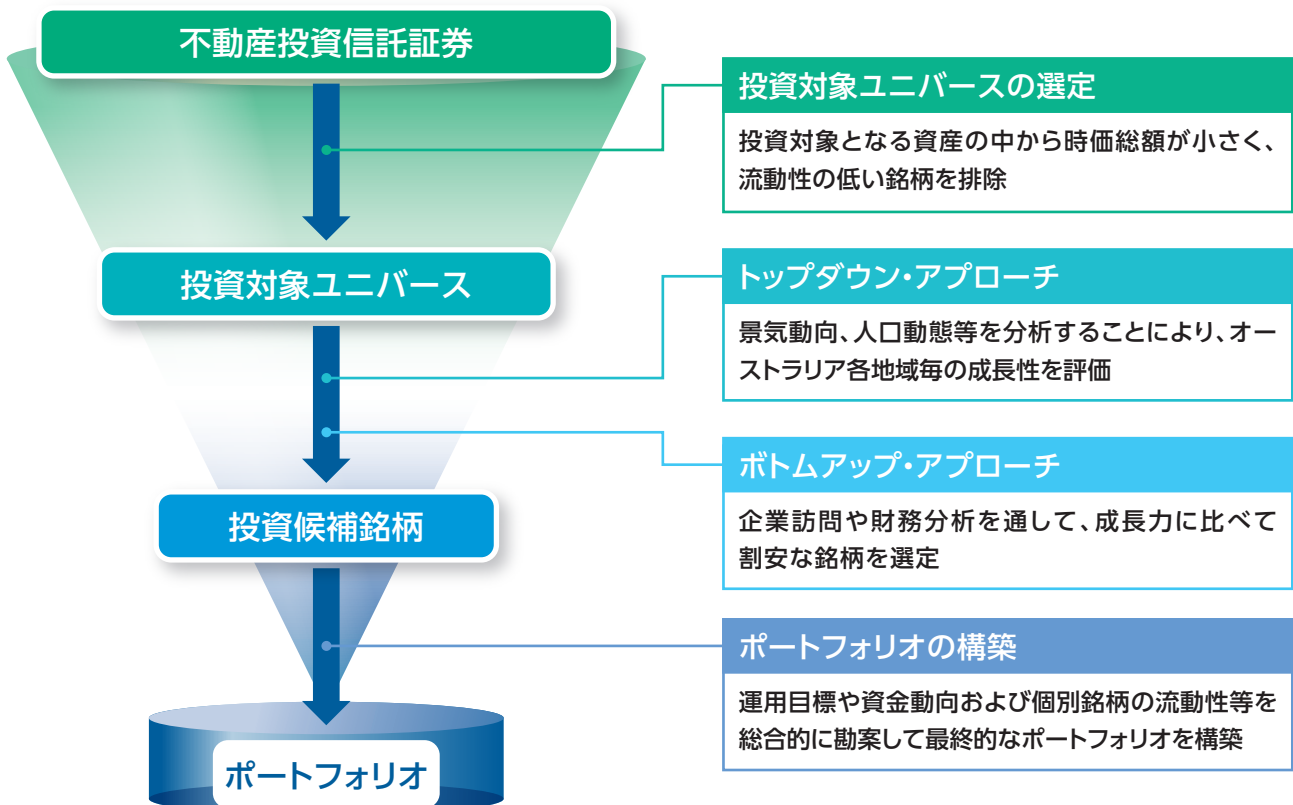 不動産投資信託証券
投資対象ユニバースの選定
投資対象となる資産の中から時価総額が小さく、
流動性の低い銘柄を排除
投資対象ユニバース
トップダウン・アプローチ
景気動向、人口動態等を分析することにより、オー
ストラリア各地域毎の成長性を評価
ボトムアップ・アプローチ
企業訪問や財務分析を通して、成長力に比べて
割安な銘柄を選定
投資候補銘柄
ポートフォリオの構築
運用目標や資金動向および個別銘柄の流動性等を
総合的に勘案して最終的なポートフォリオを構築
ポートフォリオ